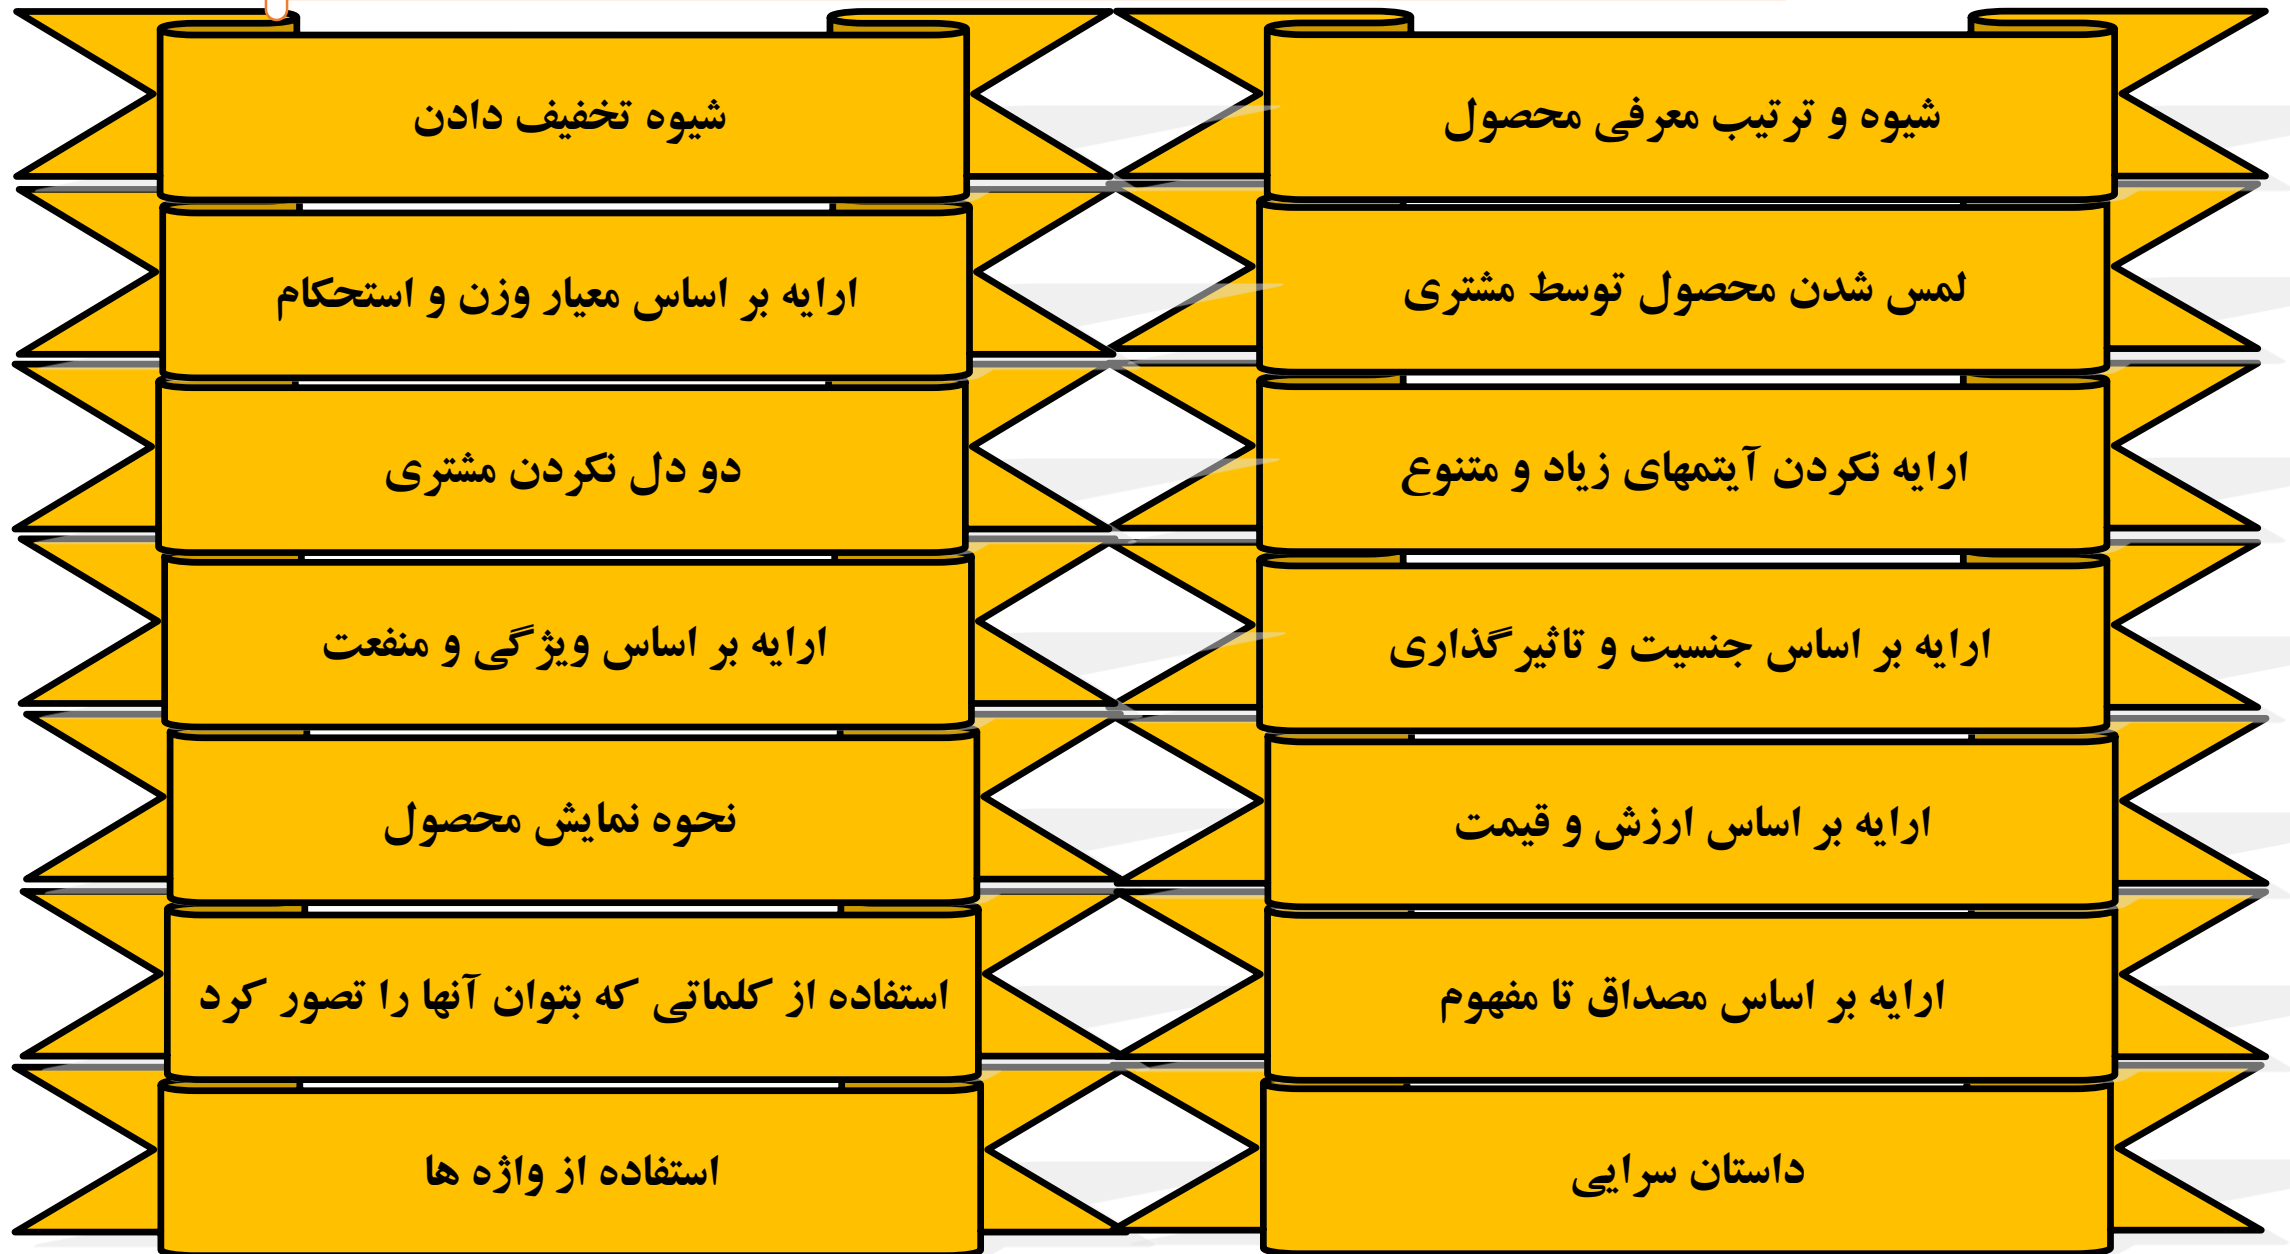 شیوه و ترتیب معرفی محصول
شیوه تخفیف دادن
لمس شدن محصول توسط مشتری
ارایه بر اساس معیار وزن و استحکام
ارایه نکردن آیتمهای زیاد و متنوع
دو دل نکردن مشتری
ارایه بر اساس جنسیت و تاثیرگذاری
ارایه بر اساس ویژگی و منفعت
ارایه بر اساس ارزش و قیمت
نحوه نمایش محصول
ارایه بر اساس مصداق تا مفهوم
استفاده از کلماتی که بتوان آنها را تصور کرد
داستان سرایی
استفاده از واژه ها